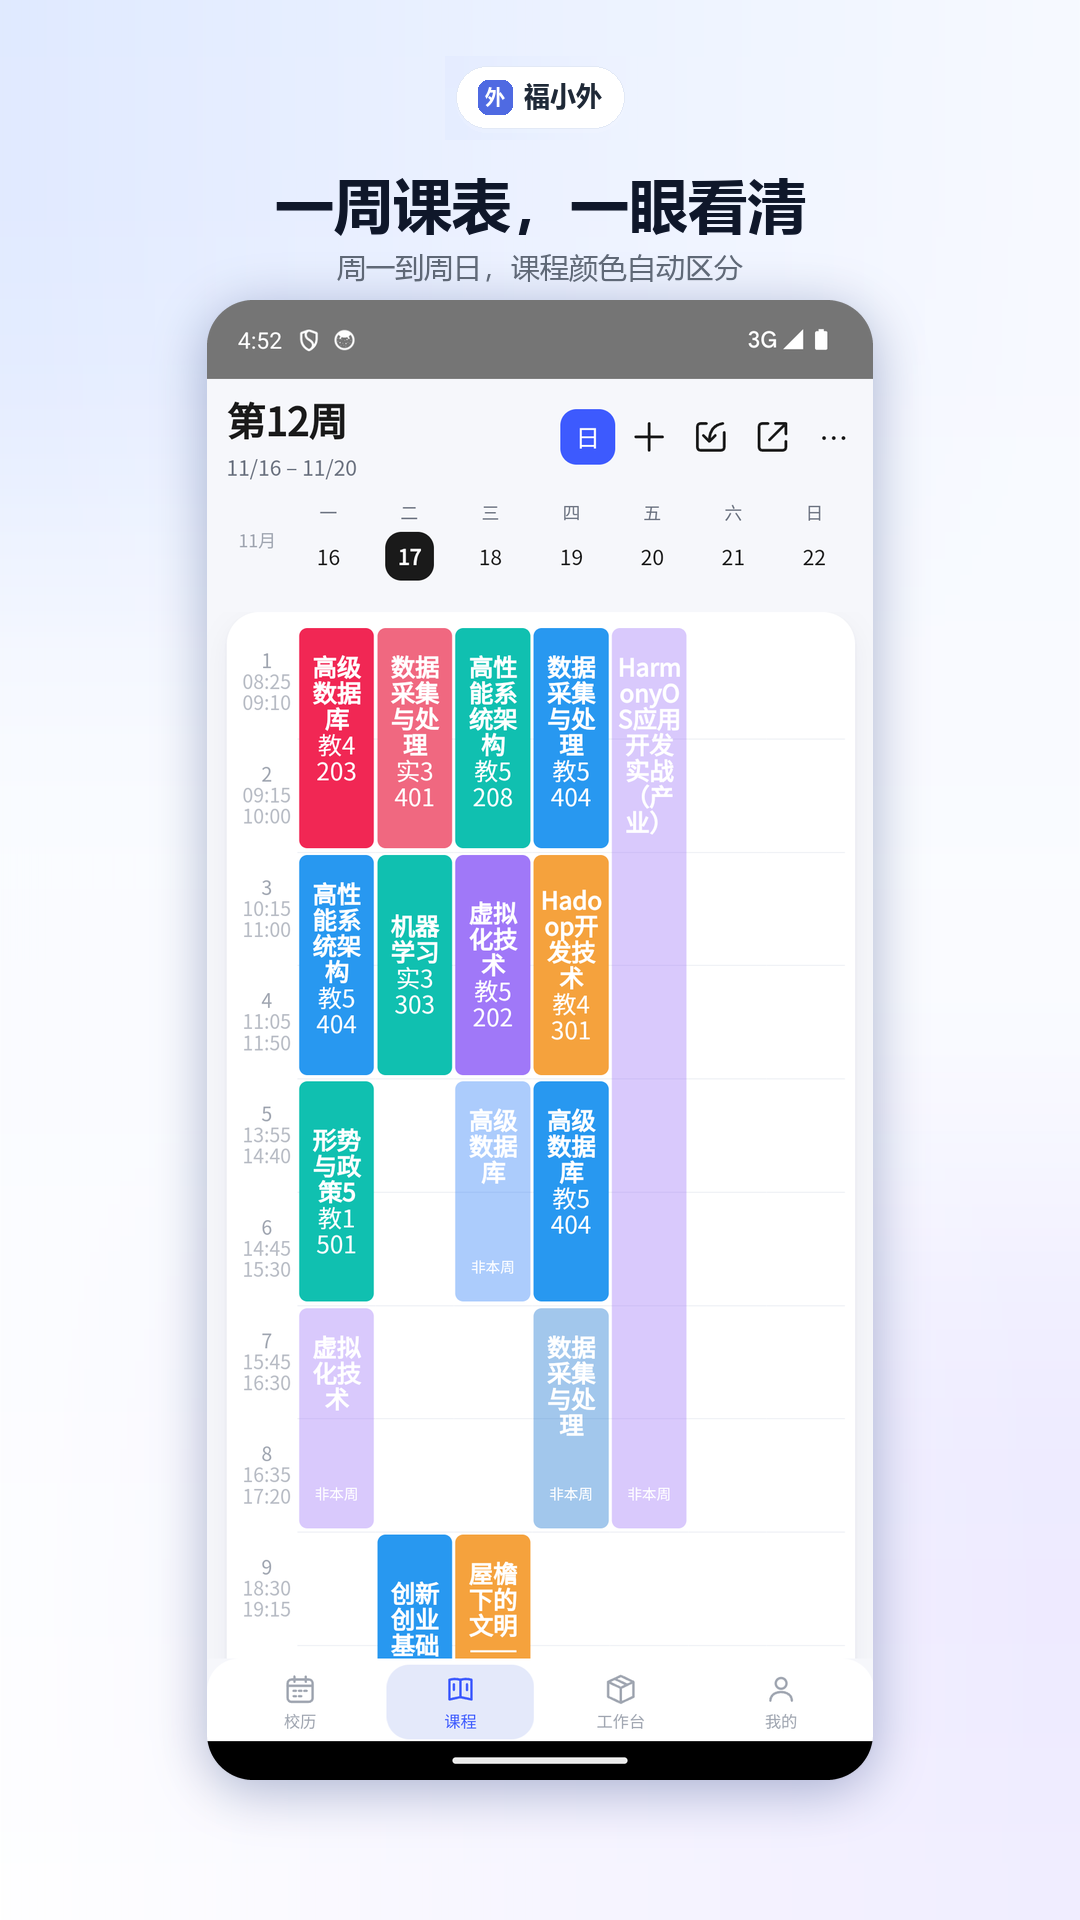 外 福小外
一周课表，一眼看清
周一到周日，课程颜色自动区分
4:52
3G
第12周
11/16 – 11/20
日
11月
一 二 三 四 五 六 日
16 17 18 19 20 21 22
1
08:25
09:10
2
09:15
10:00
3
10:15
11:00
4
11:05
11:50
5
13:55
14:40
6
14:45
15:30
7
15:45
16:30
8
16:35
17:20
9
18:30
19:15
高级
数据
库
教4
203
高性
能系
统架
构
教5
404
形势
与政
策5
教1
501
虚拟
化技
术
非本周
数据
采集
与处
理
实3
401
机器
学习
实3
303
创新
创业
基础
高性
能系
统架
构
教5
208
虚拟
化技
术
教5
202
高级
数据
库
非本周
屋檐
下的
文明
数据
采集
与处
理
教5
404
Hado
op开
发技
术
教4
301
高级
数据
库
教5
404
数据
采集
与处
理
非本周
Harm
onyO
S应用
开发
实战
（产
业）
非本周
校历
课程
工作台
我的